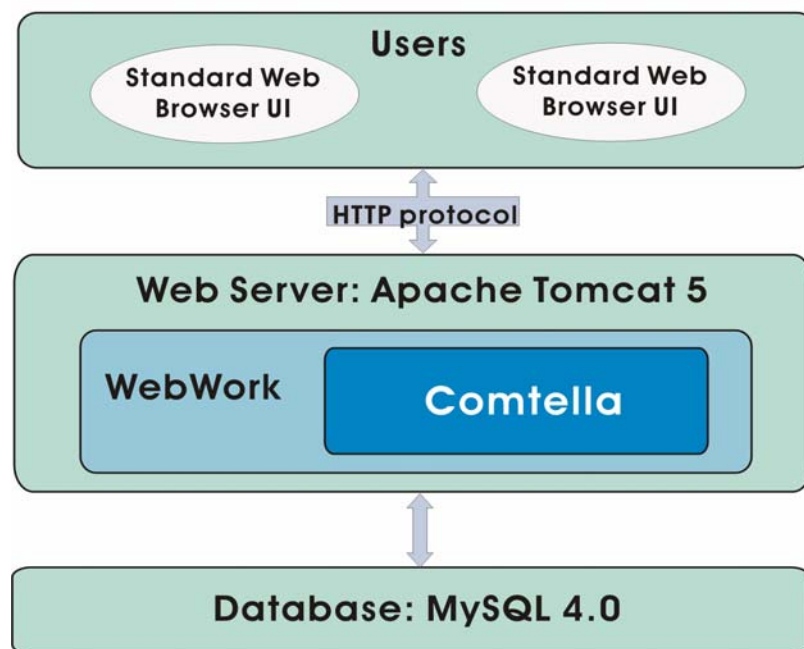 Users
Standard Web
Browser UI
Standard Web
Browser UI
HTTP protocol
Web Server: Apache Tomcat 5
WebWork
Comtella
Database: MySQL 4.0